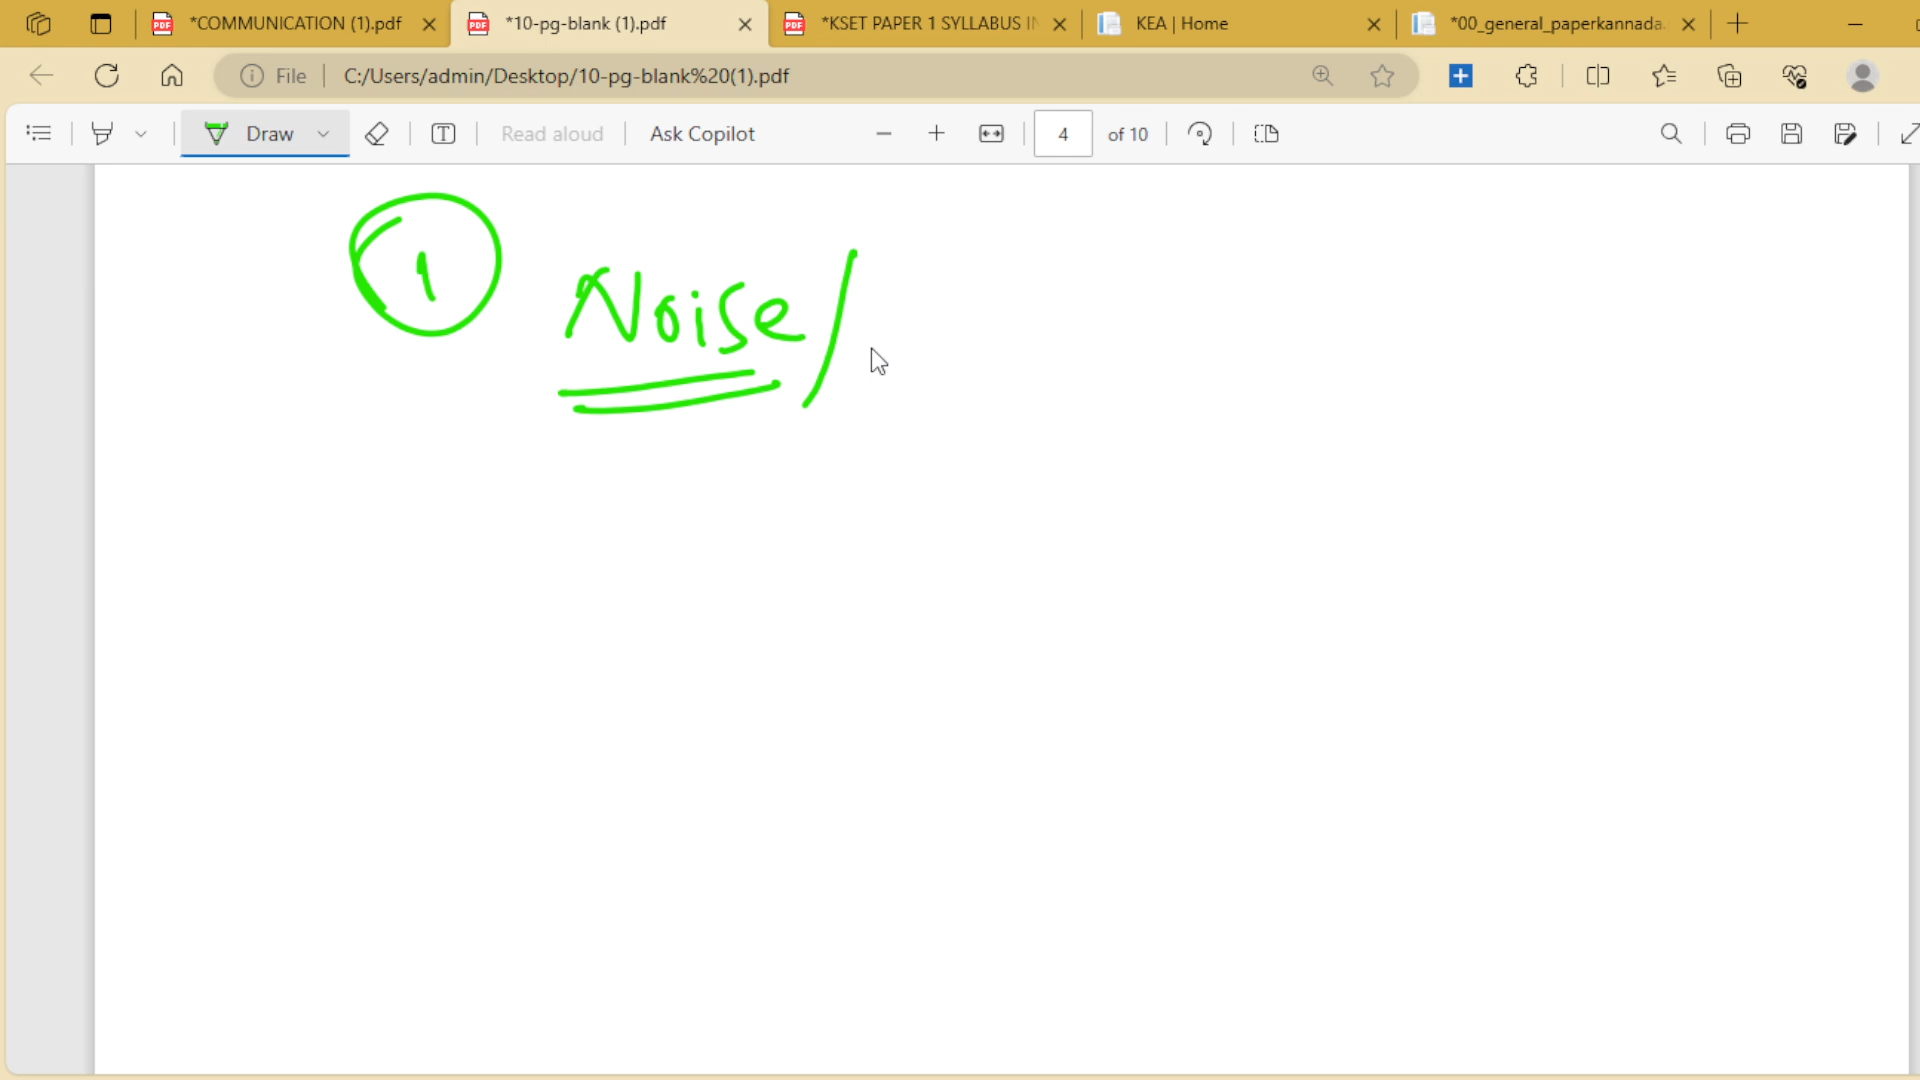 *COMMUNICATION (1).pdf *10-pg-blank (1).pdf *KSET PAPER 1 SYLLABUS IN KEA | Home *00_general_paperkannada.
File C:/Users/admin/Desktop/10-pg-blank%20(1).pdf
Draw Read aloud Ask Copilot 4 of 10
1 Noise/